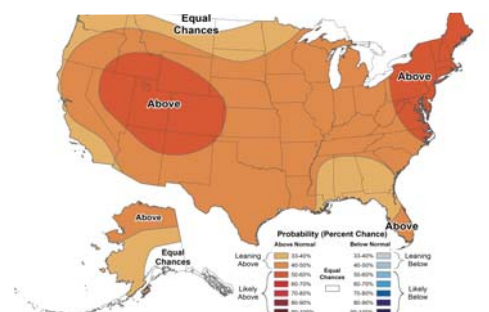 Equal
Chances
Above
Above
Above
Above
Equal
Chances
Probability (Percent Chance)
Above Normal
Below Normal
Leaning
Above
33-40%
40-50%
50-60%
60-70%
70-80%
80-90%
Likely
Above
Equal
Chances
33-40%
40-50%
50-60%
60-70%
70-80%
80-90%
Leaning
Below
Likely
Below